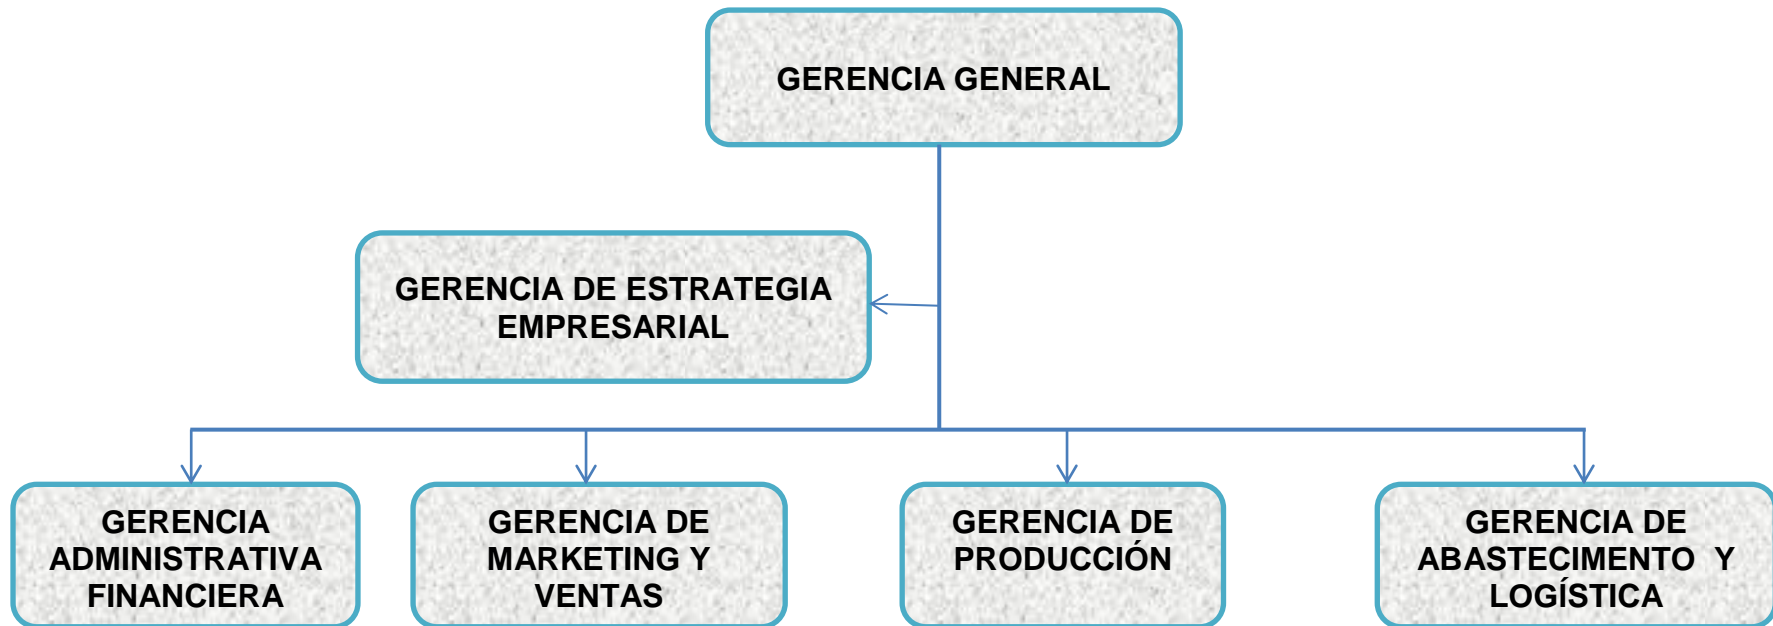 GERENCIA GENERAL
GERENCIA DE ESTRATEGIA
EMPRESARIAL
GERENCIA
ADMINISTRATIVA
FINANCIERA
GERENCIA DE
MARKETING Y
VENTAS
GERENCIA DE
PRODUCCIÓN
GERENCIA DE
ABASTECIMENTO Y
LOGÍSTICA